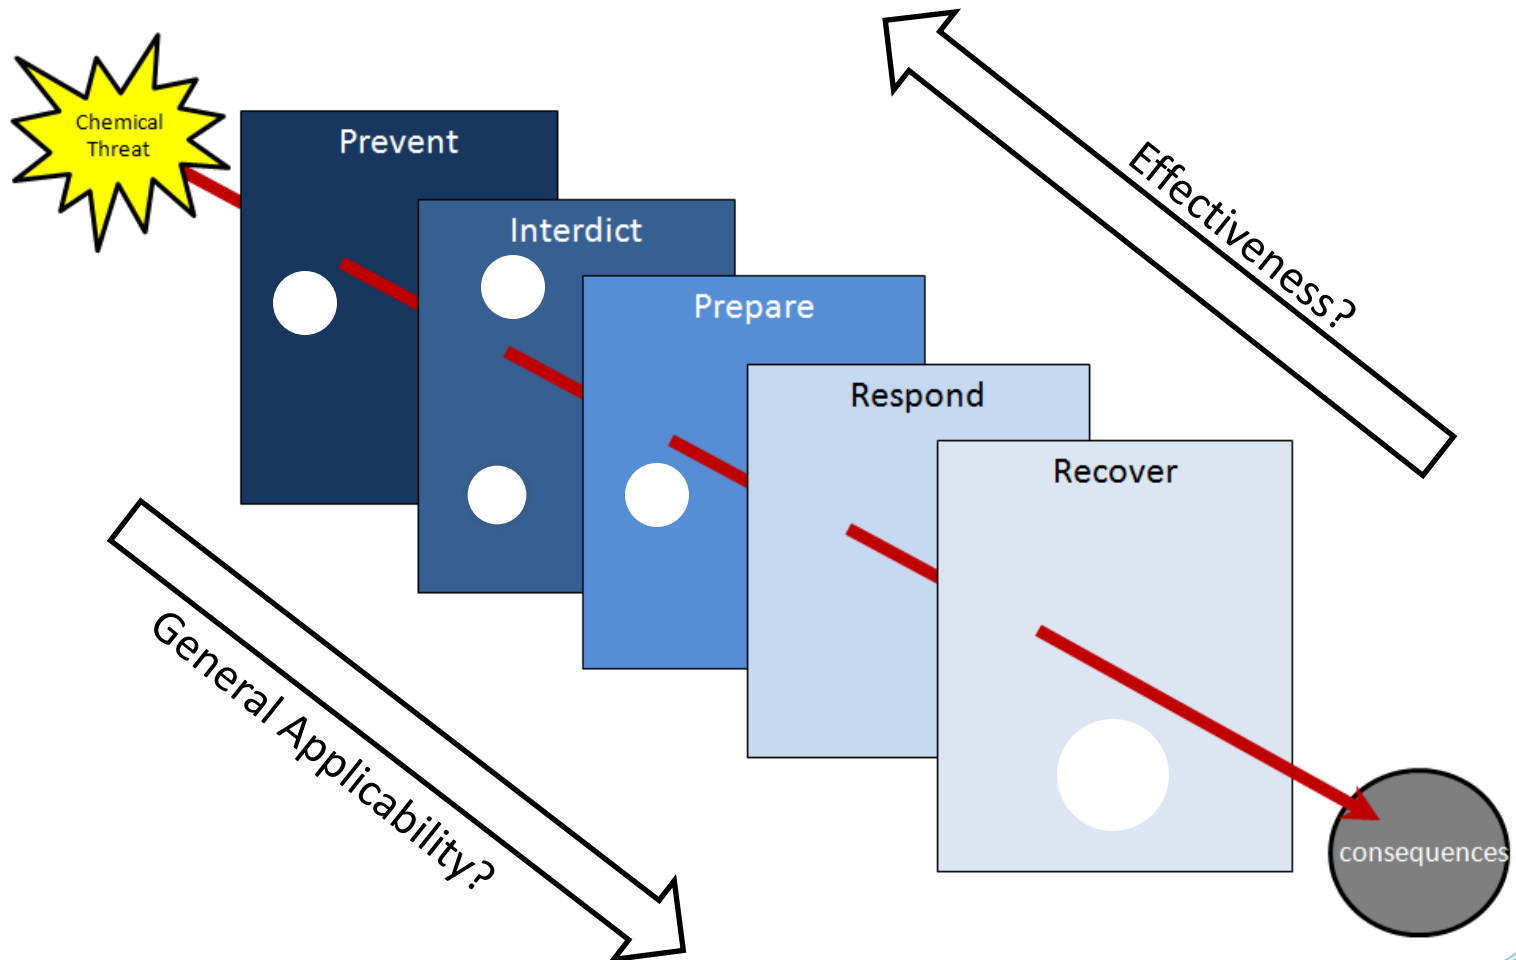 Chemical
Threat
Prevent
Interdict
Prepare
Respond
Recover
Effectiveness?
General Applicability?
consequences